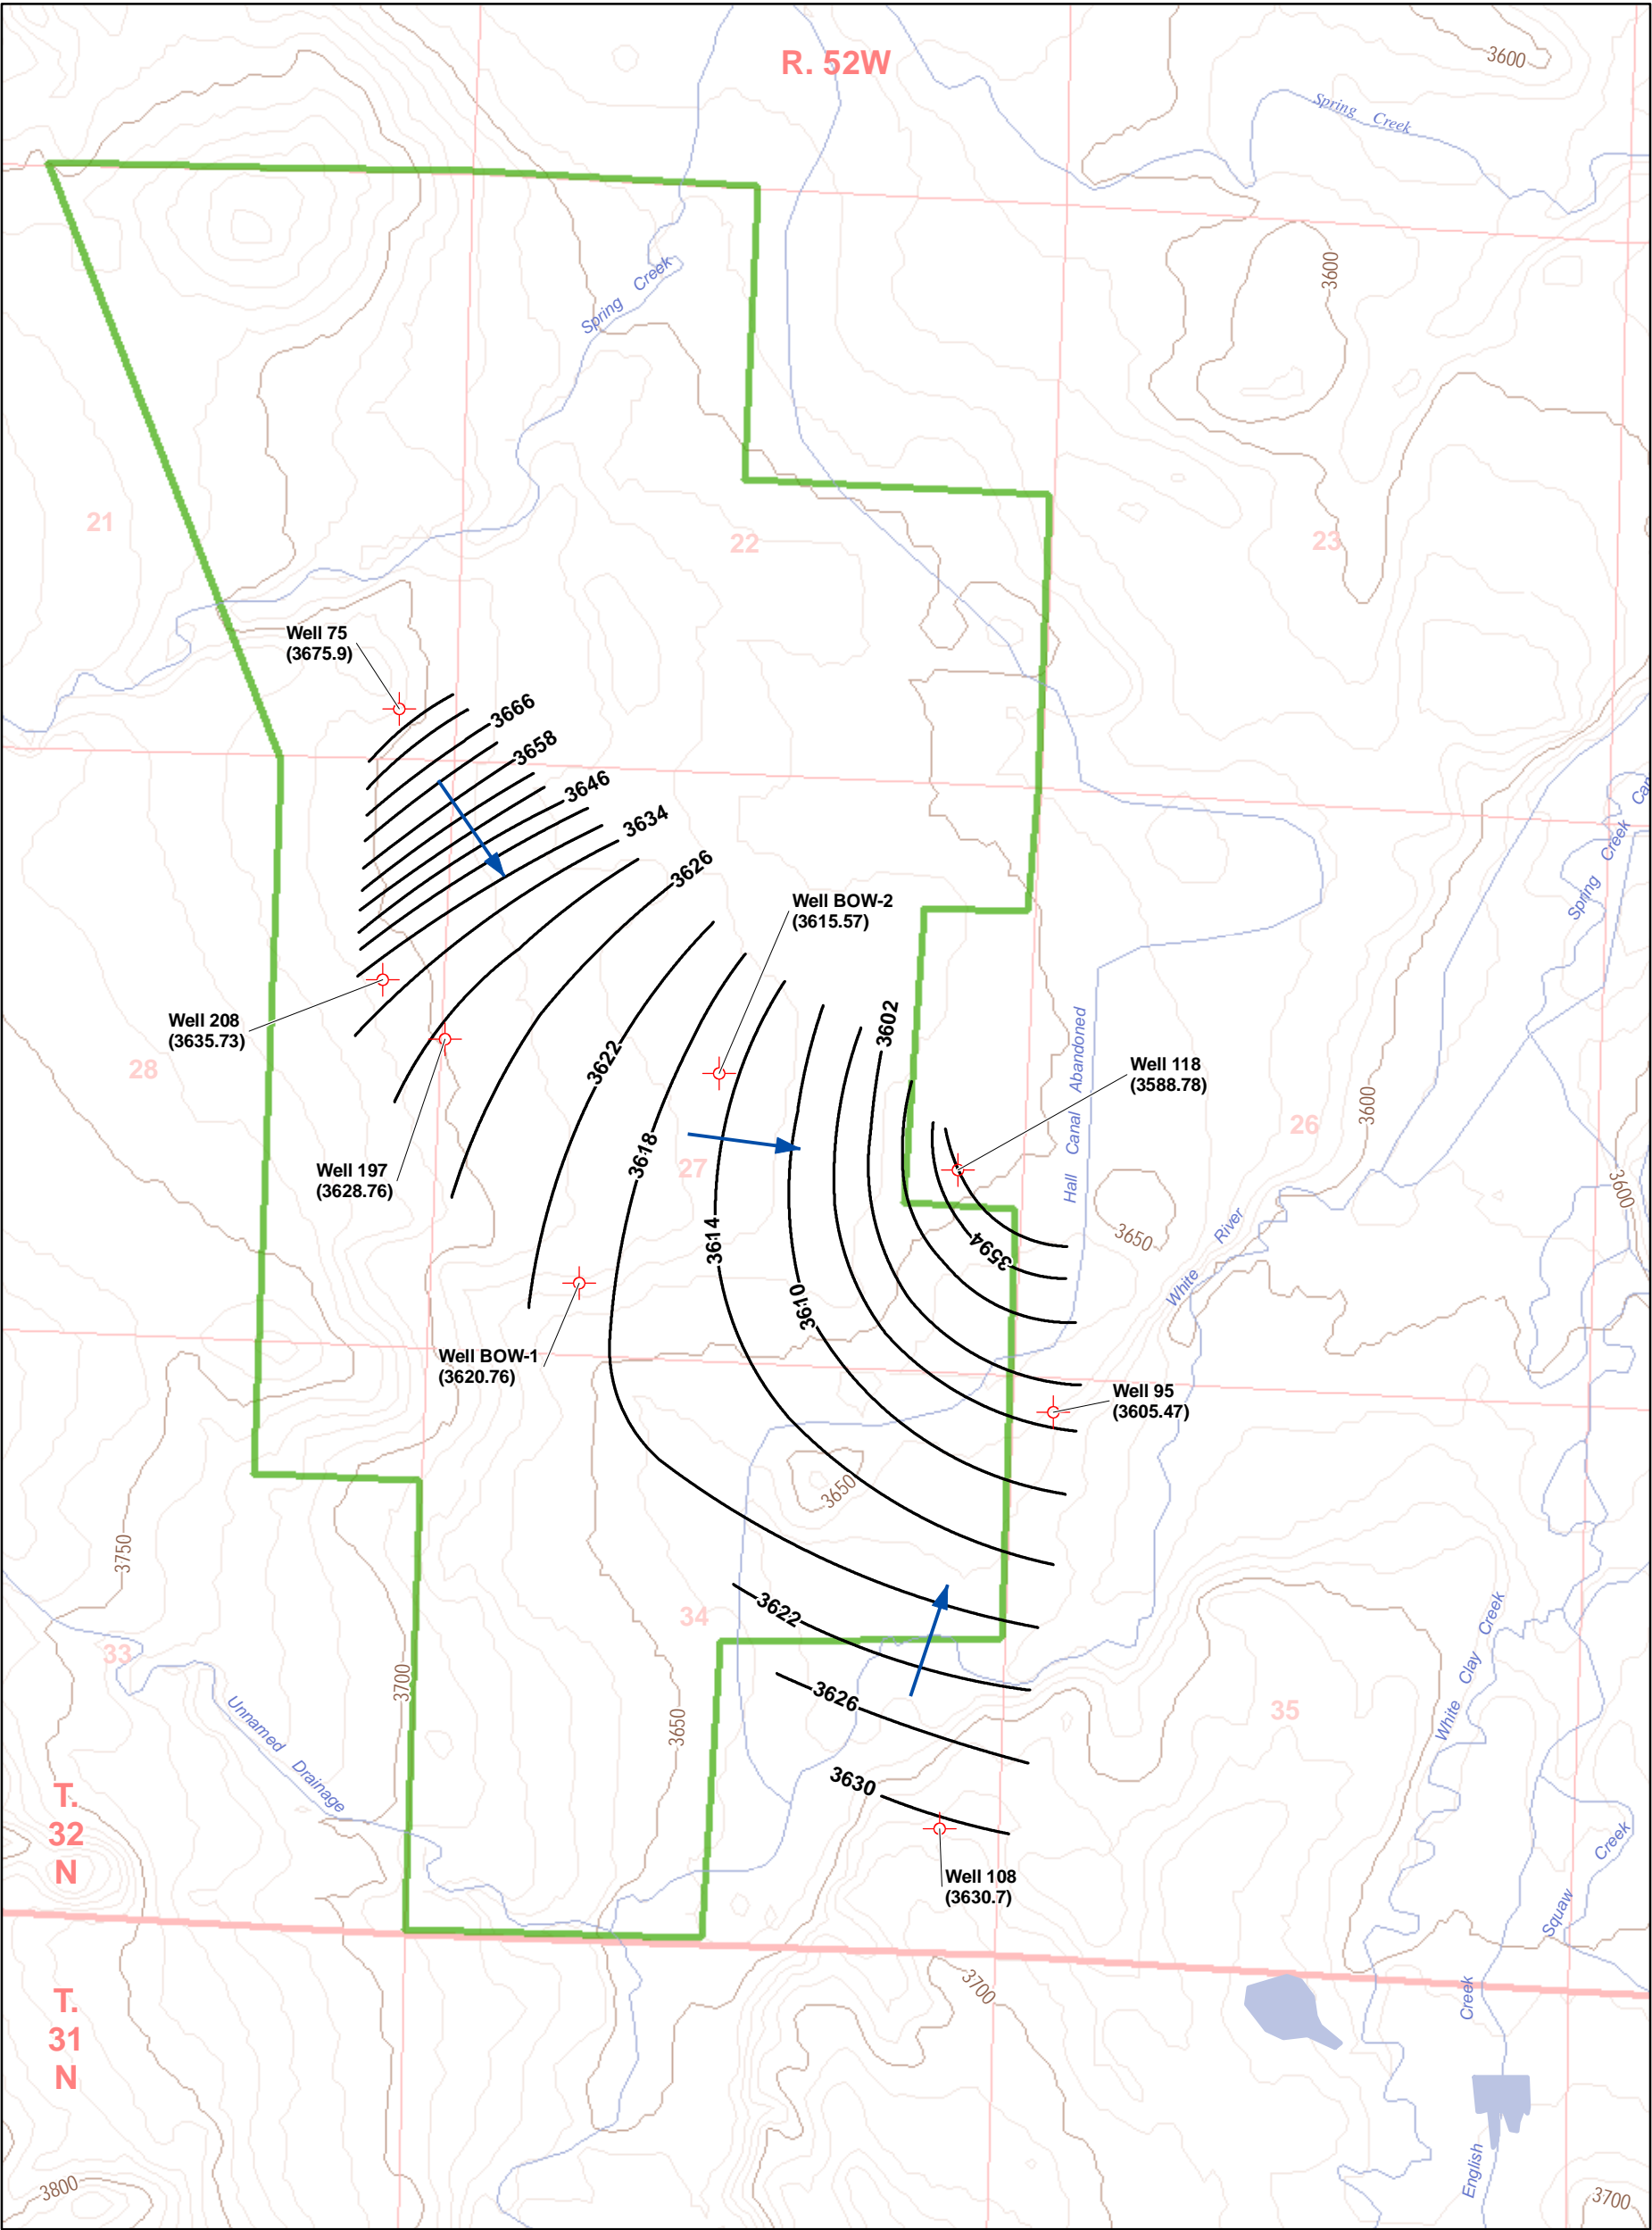 R. 52W
3600
Spring Creek
3600
Spring Creek
21
22
23
Well 75
(3675.9)
3666
3658
3646
3634
3626
Spring Creek Can
Well BOW-2
(3615.57)
3602
Well 208
(3635.73)
28
3622
Hall Canal Abandoned
Well 118
(3588.78)
3600
26
Well 197
(3628.76)
3618
27
3614
3594
3650
White River
3600
3610
Well BOW-1
(3620.76)
Well 95
(3605.47)
3650
3750
34
3622
33
3700
3650
3626
35
White Clay Creek
Unnamed Drainage
3630
T.
32
N
Well 108
(3630.7)
Squaw Creek
T.
31
N
3700
English Creek
3800
3700